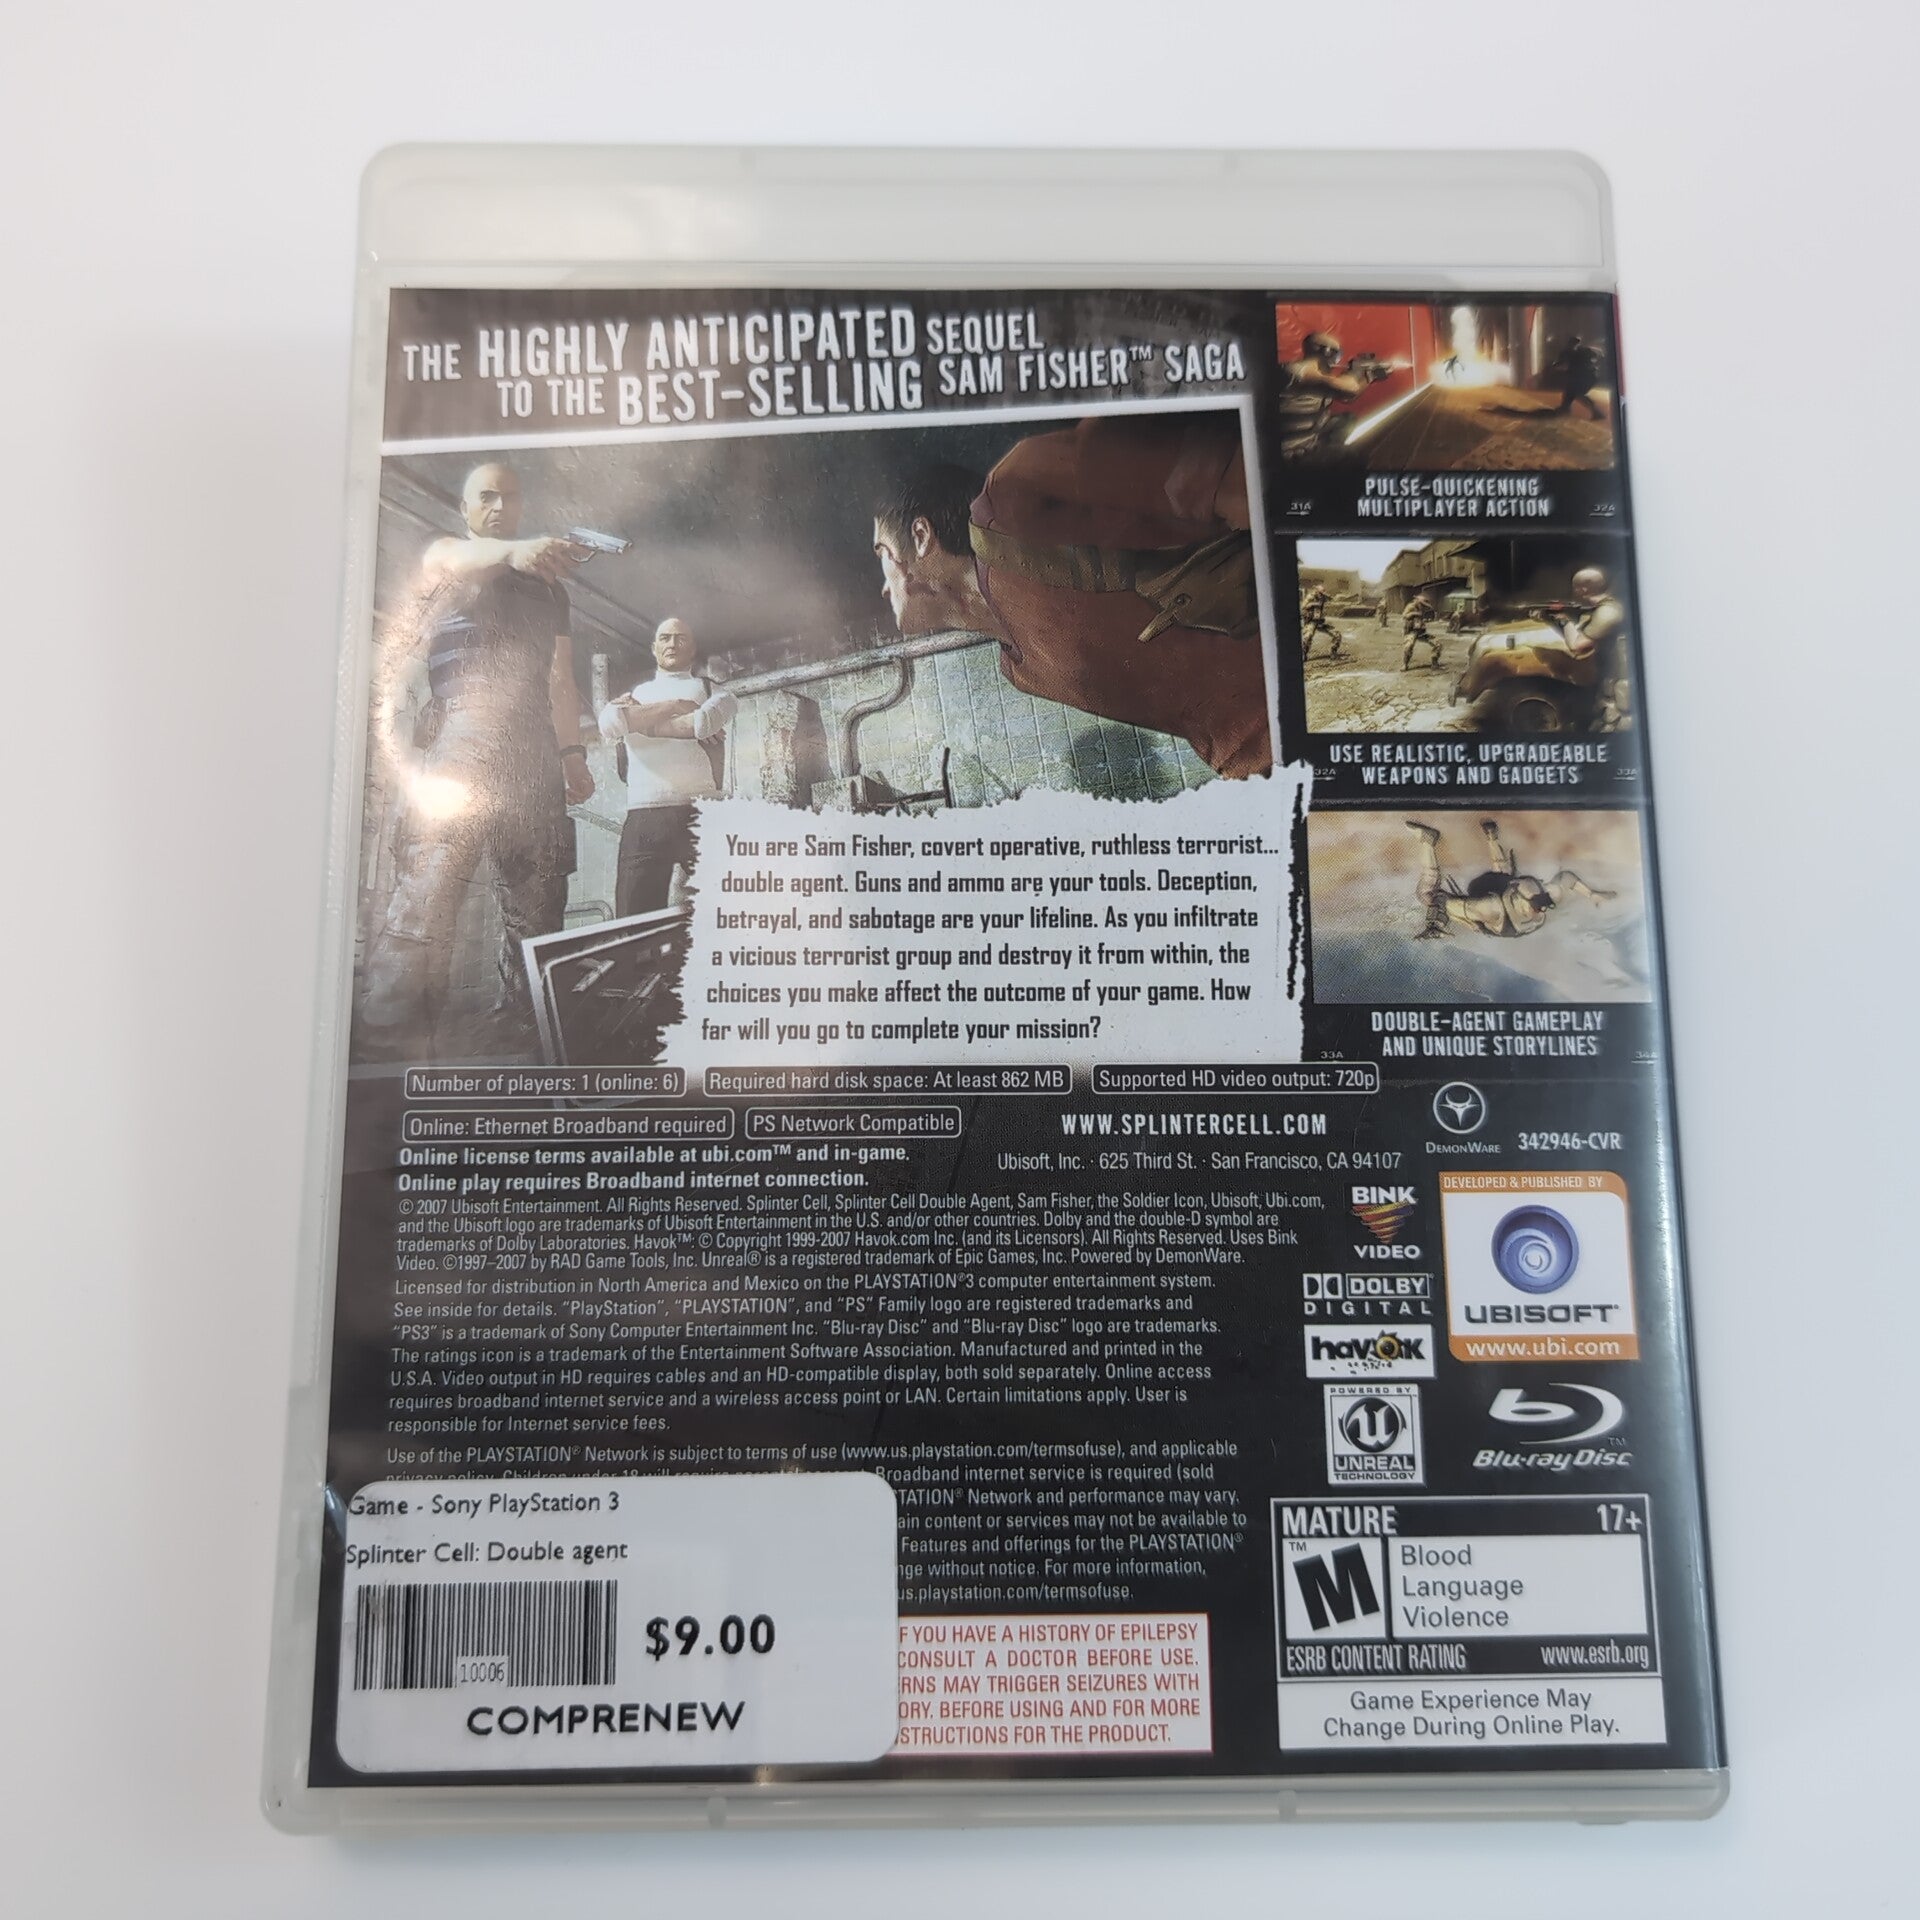 THE HIGHLY ANTICIPATED SEQUEL
TO THE BEST-SELLING SAM FISHER™ SAGA
PULSE-QUICKENING
MULTIPLAYER ACTION
31A
32A
USE REALISTIC, UPGRADEABLE
WEAPONS AND GADGETS
32A
33A
DOUBLE-AGENT GAMEPLAY
AND UNIQUE STORYLINES
33A
34A
You are Sam Fisher, covert operative, ruthless terrorist...
double agent. Guns and ammo are your tools. Deception,
betrayal, and sabotage are your lifeline. As you infiltrate
a vicious terrorist group and destroy it from within, the
choices you make affect the outcome of your game. How
far will you go to complete your mission?
Number of players: 1 (online: 6)
Required hard disk space: At least 862 MB
Supported HD video output: 720p
Online: Ethernet Broadband required
PS Network Compatible
WWW.SPLINTERCELL.COM
DEMONWARE
342946-CVR
Online license terms available at ubi.com™ and in-game.
Online play requires Broadband internet connection.
Ubisoft, Inc. · 625 Third St. · San Francisco, CA 94107
© 2007 Ubisoft Entertainment. All Rights Reserved. Splinter Cell, Splinter Cell Double Agent, Sam Fisher, the Soldier Icon, Ubisoft, Ubi.com,
and the Ubisoft logo are trademarks of Ubisoft Entertainment in the U.S. and/or other countries. Dolby and the double-D symbol are
trademarks of Dolby Laboratories. Havok™: © Copyright 1999-2007 Havok.com Inc. (and its Licensors). All Rights Reserved. Uses Bink
Video. ©1997–2007 by RAD Game Tools, Inc. Unreal® is a registered trademark of Epic Games, Inc. Powered by DemonWare.
Licensed for distribution in North America and Mexico on the PLAYSTATION®3 computer entertainment system.
See inside for details. "PlayStation", "PLAYSTATION", and "PS" Family logo are registered trademarks and
"PS3" is a trademark of Sony Computer Entertainment Inc. "Blu-ray Disc" and "Blu-ray Disc" logo are trademarks.
The ratings icon is a trademark of the Entertainment Software Association. Manufactured and printed in the
U.S.A. Video output in HD requires cables and an HD-compatible display, both sold separately. Online access
requires broadband internet service and a wireless access point or LAN. Certain limitations apply. User is
responsible for Internet service fees.
Use of the PLAYSTATION® Network is subject to terms of use (www.us.playstation.com/termsofuse), and applicable
privacy policy. Children under 18 will require Broadband internet service is required (sold
TATION® Network and performance may vary.
ain content or services may not be available to
Features and offerings for the PLAYSTATION®
nge without notice. For more information,
us.playstation.com/termsofuse.
BINK
VIDEO
DOLBY
DIGITAL
havok
POWERED BY
UNREAL
TECHNOLOGY
DEVELOPED & PUBLISHED BY
UBISOFT
www.ubi.com
Blu-ray Disc™
Game - Sony PlayStation 3
Splinter Cell: Double agent
10006
$9.00
COMPRENEW
F YOU HAVE A HISTORY OF EPILEPSY
CONSULT A DOCTOR BEFORE USE.
RNS MAY TRIGGER SEIZURES WITH
ORY. BEFORE USING AND FOR MORE
STRUCTIONS FOR THE PRODUCT.
MATURE 17+
M™
Blood
Language
Violence
ESRB CONTENT RATING www.esrb.org
Game Experience May
Change During Online Play.